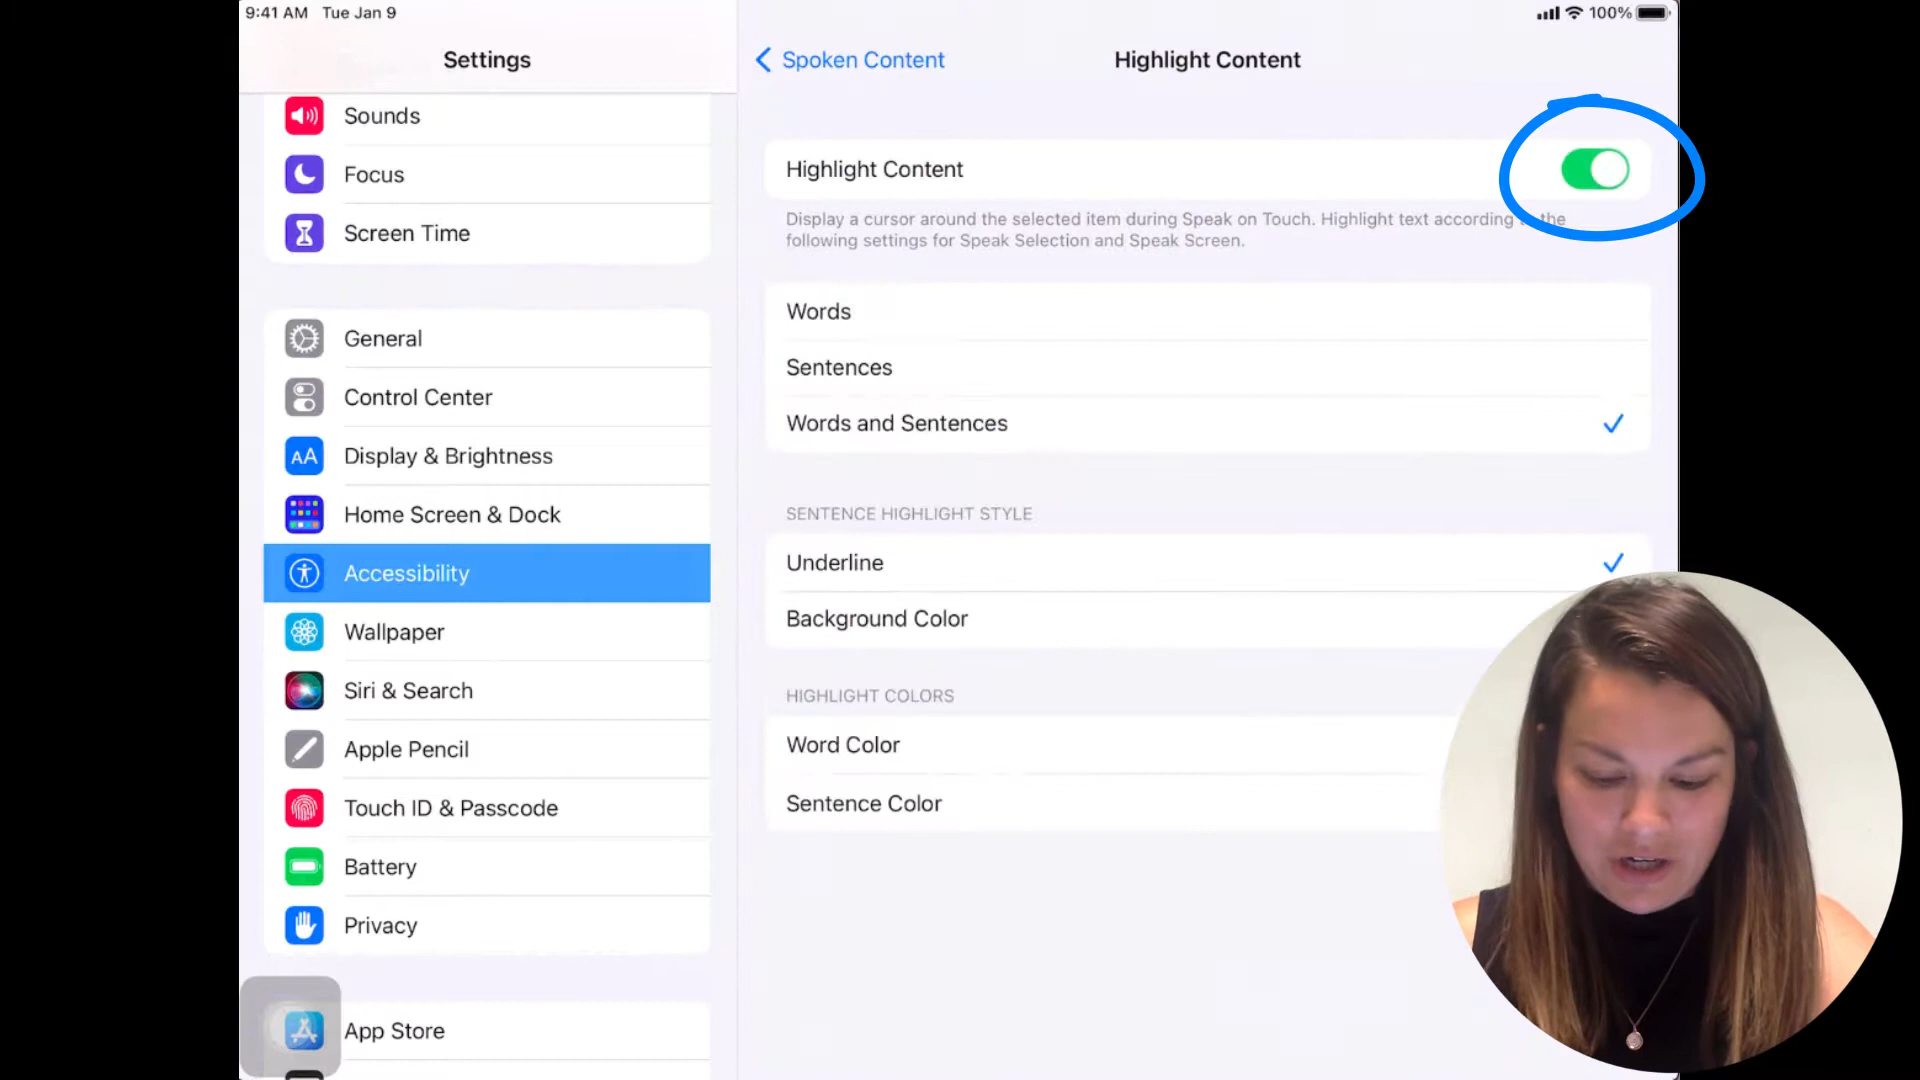 9:41 AM Tue Jan 9
100%
Settings
Sounds
Focus
Screen Time
General
Control Center
AA Display & Brightness
Home Screen & Dock
Accessibility
Wallpaper
Siri & Search
Apple Pencil
Touch ID & Passcode
Battery
Privacy
App Store
Spoken Content
Highlight Content
Highlight Content
Display a cursor around the selected item during Speak on Touch. Highlight text according the
following settings for Speak Selection and Speak Screen.
Words
Sentences
Words and Sentences
SENTENCE HIGHLIGHT STYLE
Underline
Background Color
HIGHLIGHT COLORS
Word Color
Sentence Color